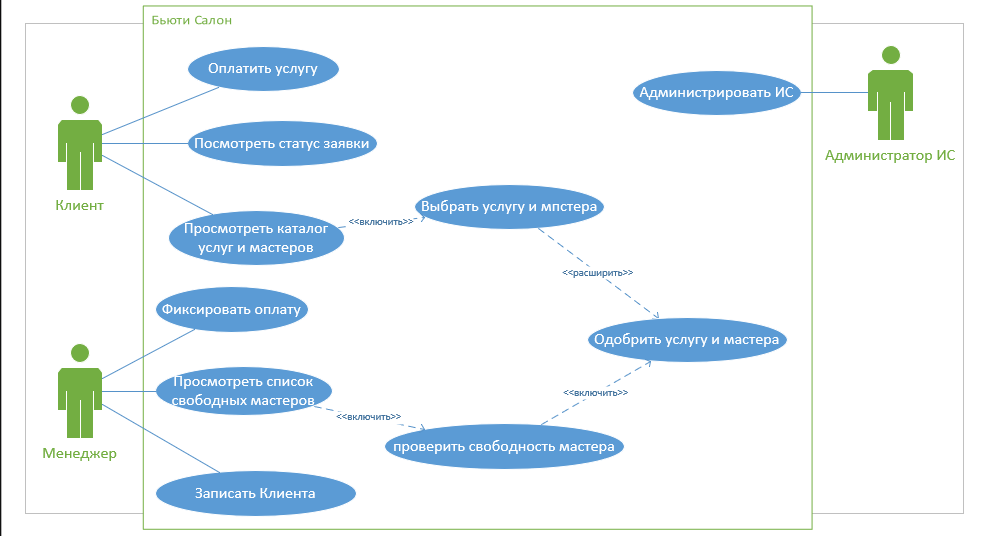 Бьюти Салон
Оплатить услугу
Администрировать ИС
Посмотреть статус заявки
Администратор ИС
Клиент
Выбрать услугу и мпстера
<<включить>>
Просмотреть каталог
услуг и мастеров
<<расширить>>
Фиксировать оплату
Одобрить услугу и мастера
Просмотреть список
свободных мастеров
<<включить>>
<<включить>>
проверить свободность мастера
Менеджер
Записать Клиента